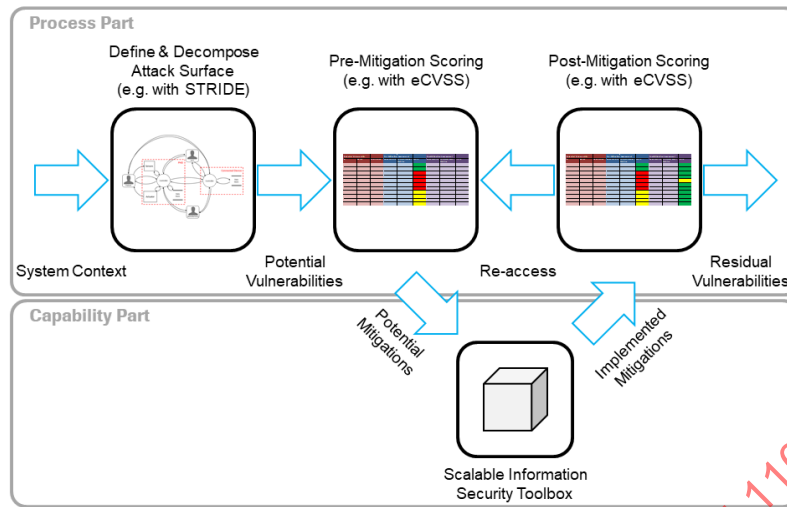 Process Part
Define & Decompose
Attack Surface
(e.g. with STRIDE)
Pre-Mitigation Scoring
(e.g. with eCVSS)
Post-Mitigation Scoring
(e.g. with eCVSS)
System Context
Potential
Vulnerabilities
Re-access
Residual
Vulnerabilities
Capability Part
Potential
Mitigations
Implemented
Mitigations
Scalable Information
Security Toolbox